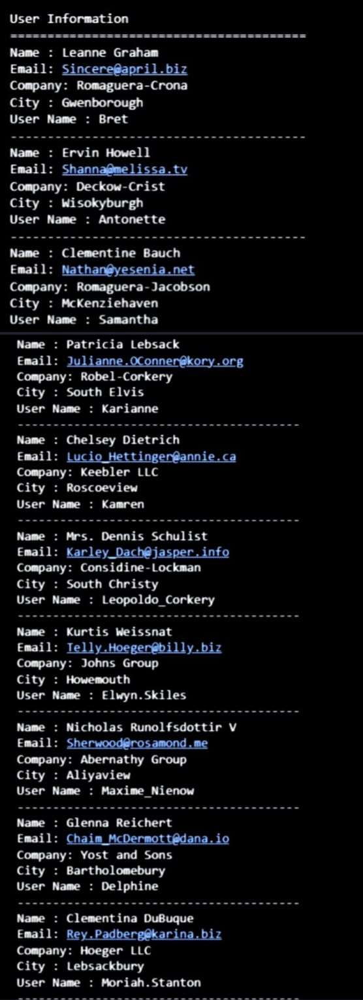 User Information
========================================
Name : Leanne Graham
Email: Sincere@april.biz
Company: Romaguera-Crona
City : Gwenborough
User Name : Bret
----------------------------------------
Name : Ervin Howell
Email: Shanna@melissa.tv
Company: Deckow-Crist
City : Wisokyburgh
User Name : Antonette
----------------------------------------
Name : Clementine Bauch
Email: Nathan@yesenia.net
Company: Romaguera-Jacobson
City : McKenziehaven
User Name : Samantha
Name : Patricia Lebsack
Email: Julianne.OConner@kory.org
Company: Robel-Corkery
City : South Elvis
User Name : Karianne
----------------------------------------
Name : Chelsey Dietrich
Email: Lucio_Hettinger@annie.ca
Company: Keebler LLC
City : Roscoeview
User Name : Kamren
----------------------------------------
Name : Mrs. Dennis Schulist
Email: Karley_Dach@jasper.info
Company: Considine-Lockman
City : South Christy
User Name : Leopoldo_Corkery
----------------------------------------
Name : Kurtis Weissnat
Email: Telly.Hoeger@billy.biz
Company: Johns Group
City : Howemouth
User Name : Elwyn.Skiles
----------------------------------------
Name : Nicholas Runolfsdottir V
Email: Sherwood@rosamond.me
Company: Abernathy Group
City : Aliyaview
User Name : Maxime_Nienow
----------------------------------------
Name : Glenna Reichert
Email: Chaim_McDermott@dana.io
Company: Yost and Sons
City : Bartholomebury
User Name : Delphine
----------------------------------------
Name : Clementina DuBuque
Email: Rey.Padberg@karina.biz
Company: Hoeger LLC
City : Lebsackbury
User Name : Moriah.Stanton
----------------------------------------